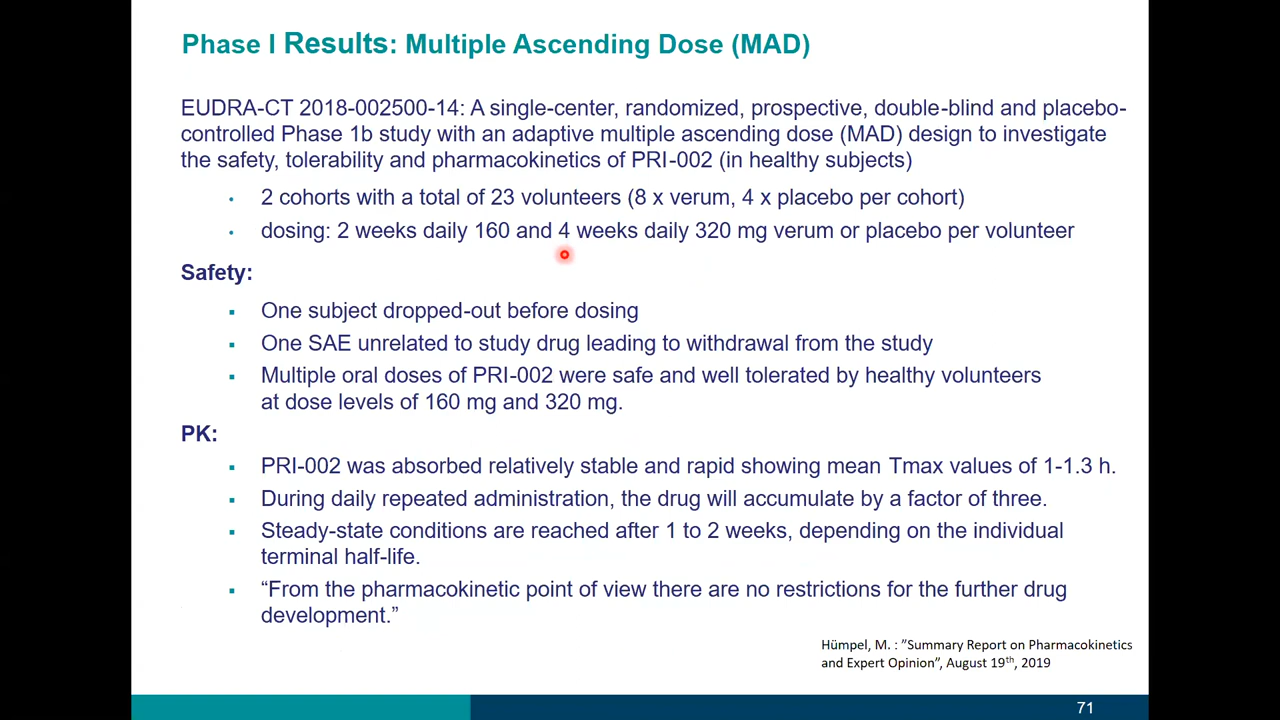 Phase I Results: Multiple Ascending Dose (MAD)
EUDRA-CT 2018-002500-14: A single-center, randomized, prospective, double-blind and placebo-
controlled Phase 1b study with an adaptive multiple ascending dose (MAD) design to investigate
the safety, tolerability and pharmacokinetics of PRI-002 (in healthy subjects)
• 2 cohorts with a total of 23 volunteers (8 x verum, 4 x placebo per cohort)
• dosing: 2 weeks daily 160 and 4 weeks daily 320 mg verum or placebo per volunteer
Safety:
▪ One subject dropped-out before dosing
▪ One SAE unrelated to study drug leading to withdrawal from the study
▪ Multiple oral doses of PRI-002 were safe and well tolerated by healthy volunteers
at dose levels of 160 mg and 320 mg.
PK:
▪ PRI-002 was absorbed relatively stable and rapid showing mean Tmax values of 1-1.3 h.
▪ During daily repeated administration, the drug will accumulate by a factor of three.
▪ Steady-state conditions are reached after 1 to 2 weeks, depending on the individual
terminal half-life.
▪ “From the pharmacokinetic point of view there are no restrictions for the further drug
development.”
Hümpel, M. : ”Summary Report on Pharmacokinetics
and Expert Opinion”, August 19th, 2019
71